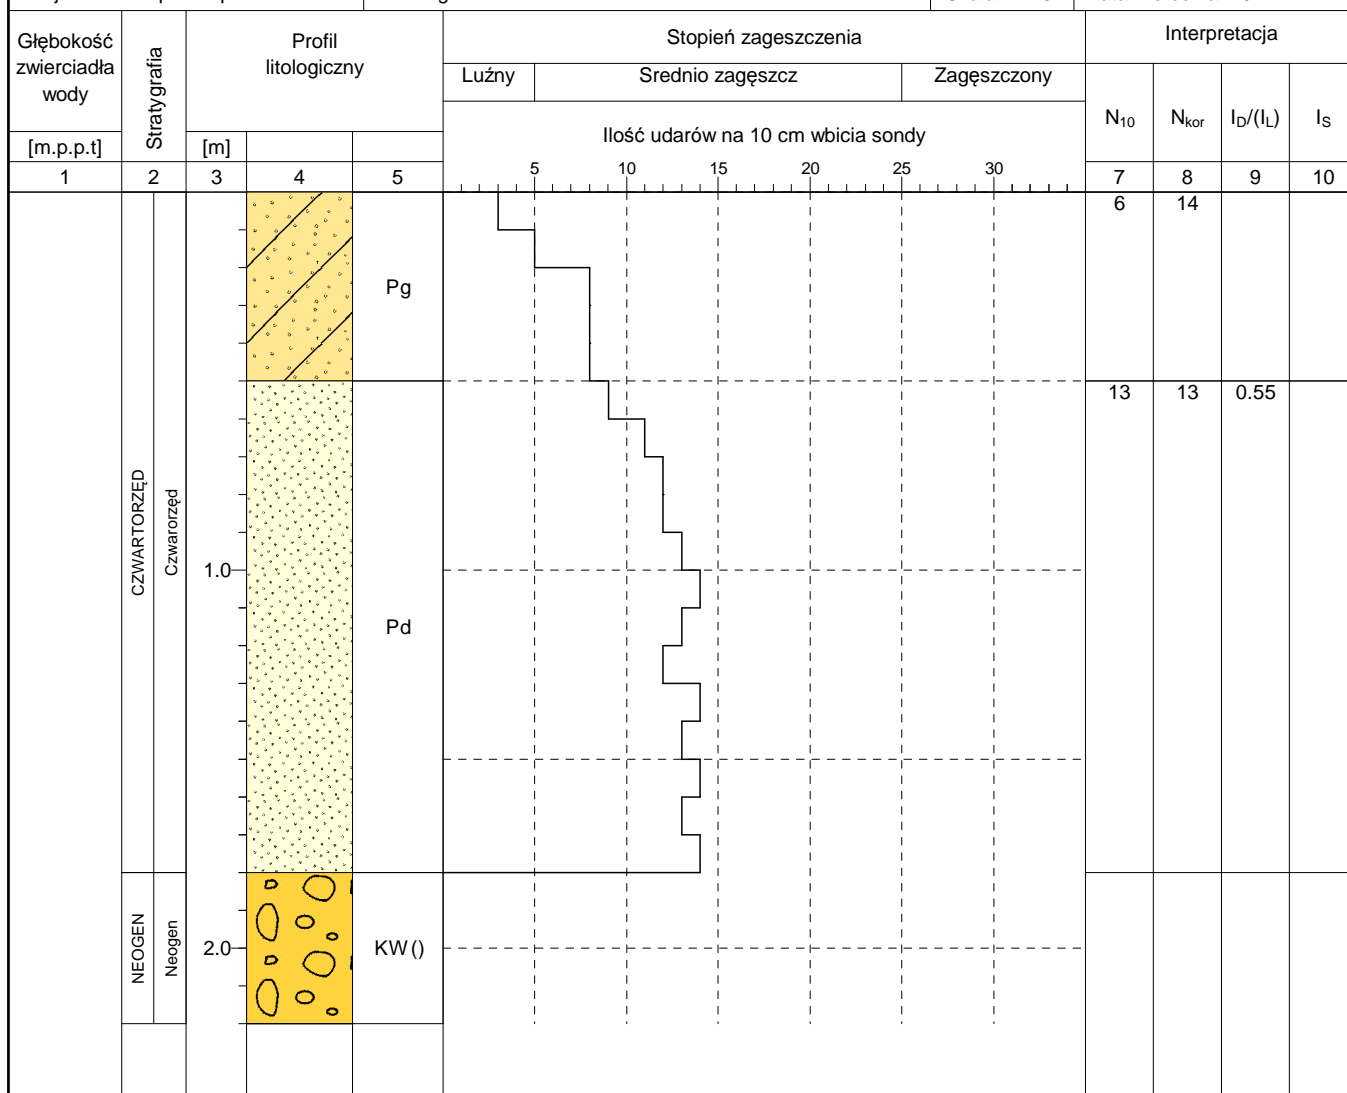 Głębokość
zwierciadła
wody
[m.p.p.t]
Stratygrafia
Profil
litologiczny
[m]
Stopień zageszczenia
Luźny
Srednio zagęszcz
Zagęszczony
Ilość udarów na 10 cm wbicia sondy
5 10 15 20 25 30
Interpretacja
N10 Nkor ID/(IL) IS
1 2 3 4 5 7 8 9 10
6 14
Pg
13 13 0.55
CZWARTORZĘD
Czwarorzęd
1.0
Pd
NEOGEN
Neogen
2.0
KW ()